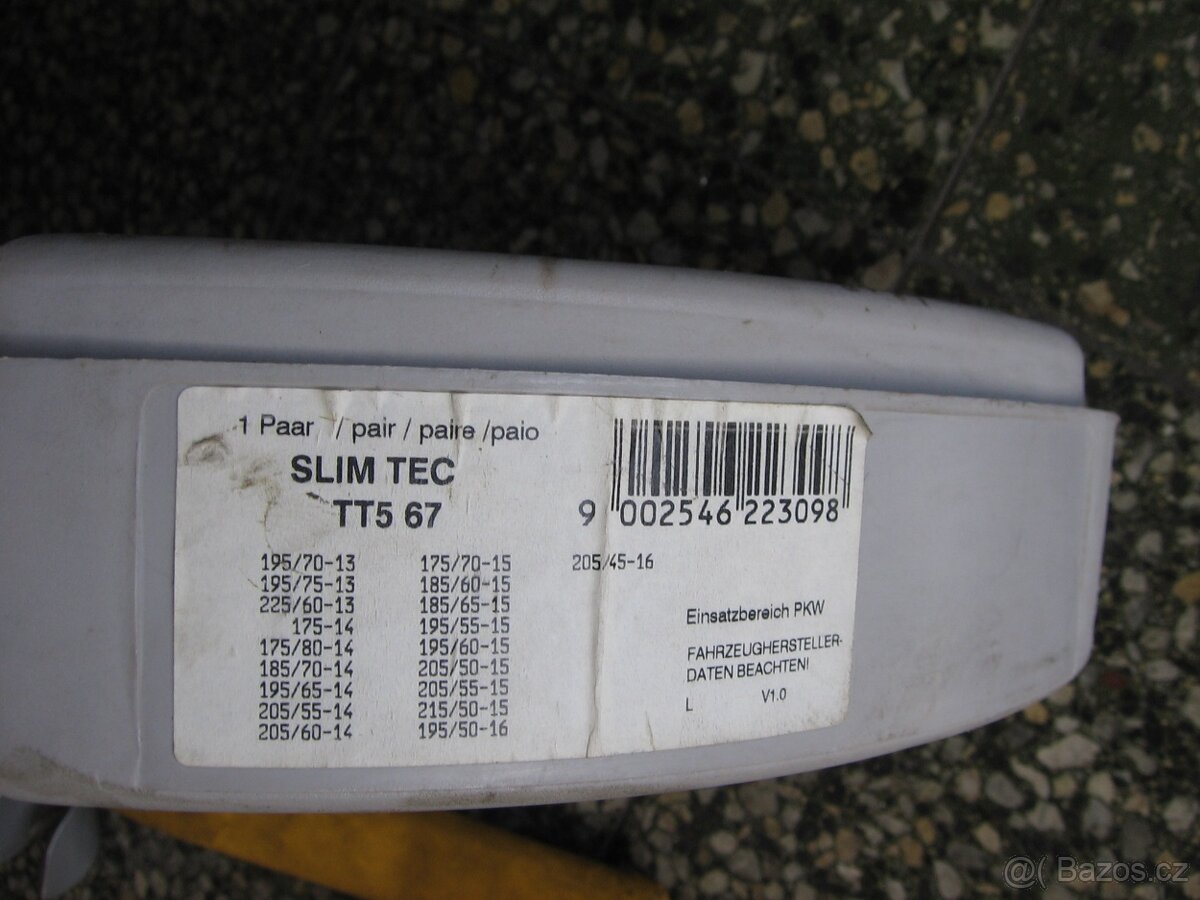 1 Paar / pair / paire /paio
SLIM TEC
TT5 67
9 002546 223098
195/70-13
195/75-13
225/60-13
175-14
175/80-14
185/70-14
195/65-14
205/55-14
205/60-14
175/70-15
185/60-15
185/65-15
195/55-15
195/60-15
205/50-15
205/55-15
215/50-15
195/50-16
205/45-16
Einsatzbereich PKW
FAHRZEUGHERSTELLER-
DATEN BEACHTEN!
L V1.0
@( Bazos.cz